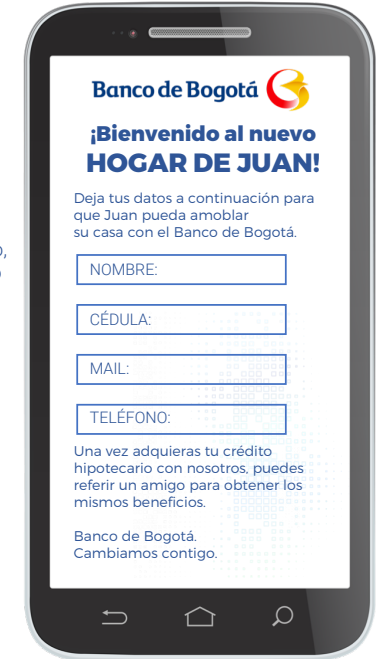 Banco de Bogotá
¡Bienvenido al nuevo
HOGAR DE JUAN!
Deja tus datos a continuación para
que Juan pueda amoblar
su casa con el Banco de Bogotá.
NOMBRE:
CÉDULA:
MAIL:
TELÉFONO:
Una vez adquieras tu crédito
hipotecario con nosotros, puedes
referir un amigo para obtener los
mismos beneficios.
Banco de Bogotá.
Cambiamos contigo.